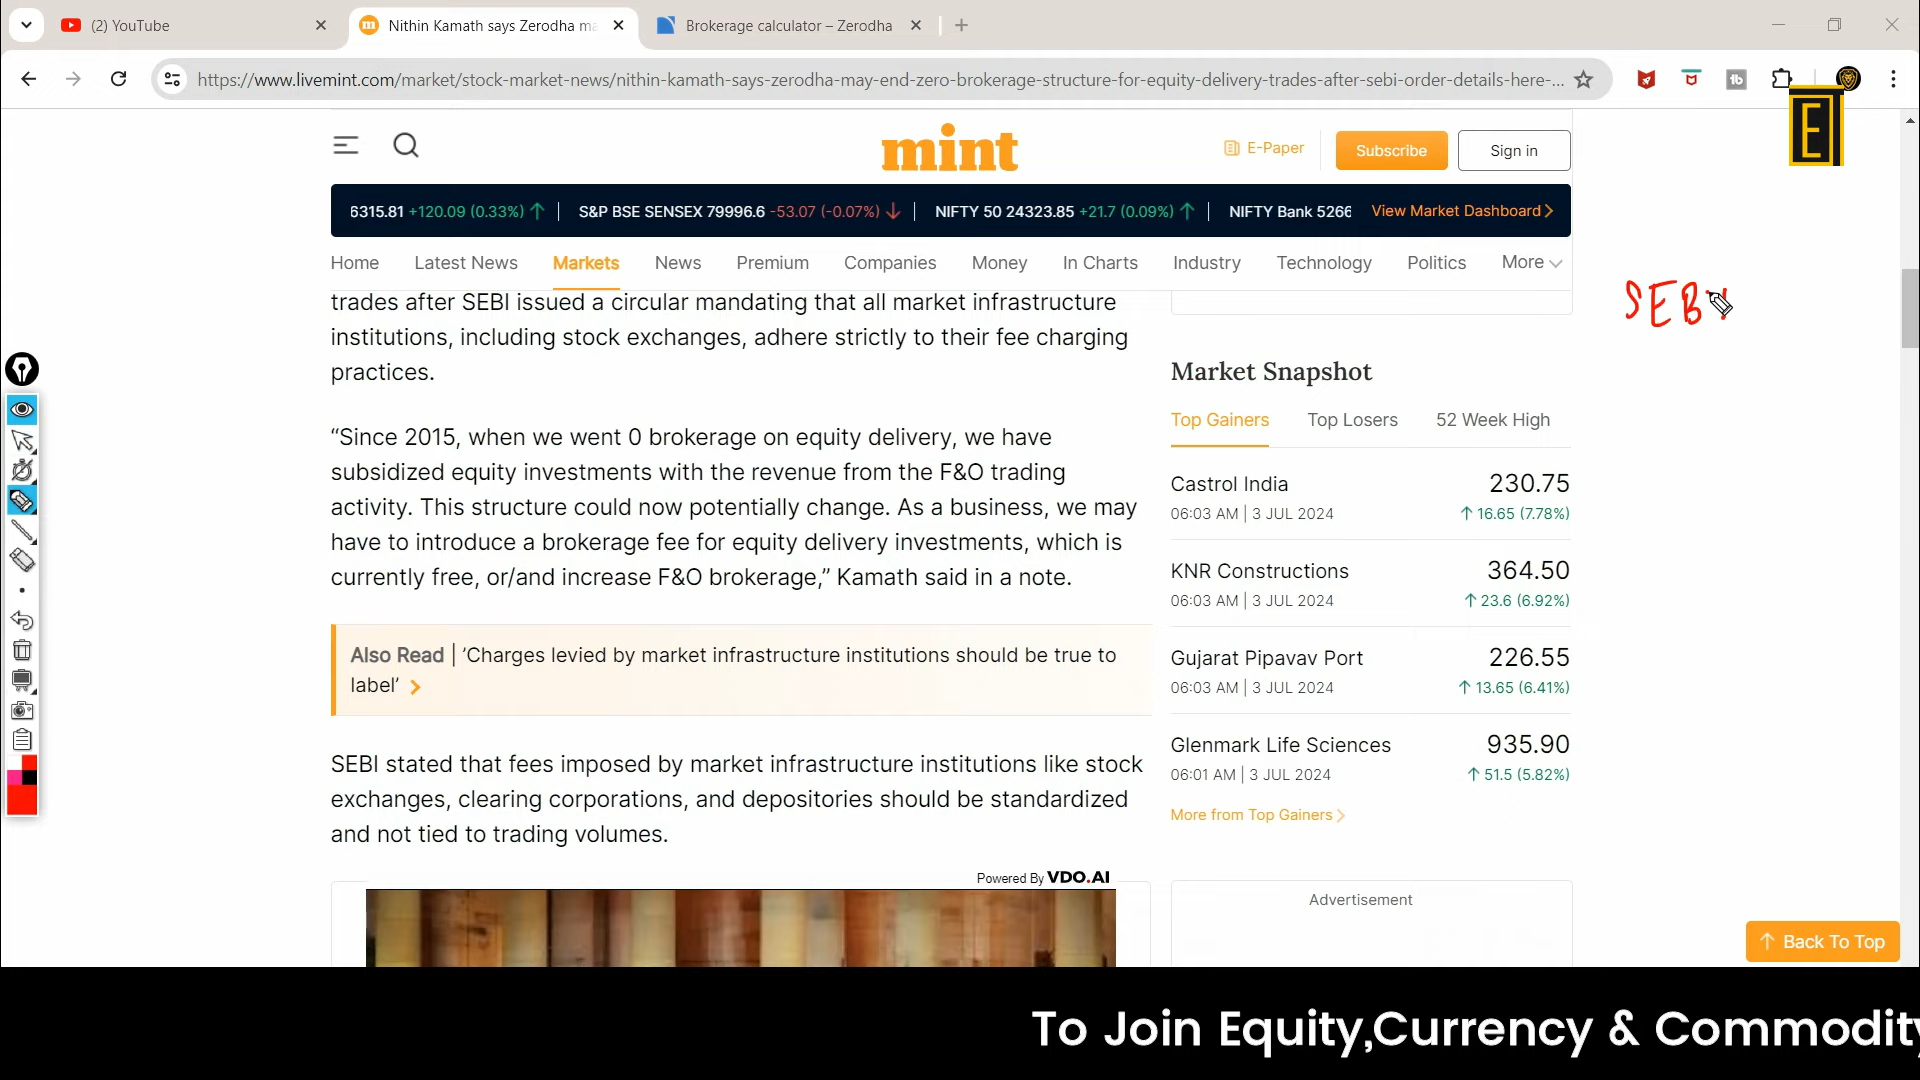 (2) YouTube
Nithin Kamath says Zerodha ma
Brokerage calculator – Zerodha
https://www.livemint.com/market/stock-market-news/nithin-kamath-says-zerodha-may-end-zero-brokerage-structure-for-equity-delivery-trades-after-sebi-order-details-here-...
mint
E-Paper
Subscribe
Sign in
6315.81 +120.09 (0.33%)
S&P BSE SENSEX 79996.6 -53.07 (-0.07%)
NIFTY 50 24323.85 +21.7 (0.09%)
NIFTY Bank 5266
View Market Dashboard
Home Latest News Markets News Premium Companies Money In Charts Industry Technology Politics More
trades after SEBI issued a circular mandating that all market infrastructure
institutions, including stock exchanges, adhere strictly to their fee charging
practices.
“Since 2015, when we went 0 brokerage on equity delivery, we have
subsidized equity investments with the revenue from the F&O trading
activity. This structure could now potentially change. As a business, we may
have to introduce a brokerage fee for equity delivery investments, which is
currently free, or/and increase F&O brokerage,” Kamath said in a note.
Also Read | ‘Charges levied by market infrastructure institutions should be true to
label’
SEBI stated that fees imposed by market infrastructure institutions like stock
exchanges, clearing corporations, and depositories should be standardized
and not tied to trading volumes.
Powered By VDO.AI
Market Snapshot
Top Gainers Top Losers 52 Week High
Castrol India 230.75
06:03 AM | 3 JUL 2024 16.65 (7.78%)
KNR Constructions 364.50
06:03 AM | 3 JUL 2024 23.6 (6.92%)
Gujarat Pipavav Port 226.55
06:03 AM | 3 JUL 2024 13.65 (6.41%)
Glenmark Life Sciences 935.90
06:01 AM | 3 JUL 2024 51.5 (5.82%)
More from Top Gainers
Advertisement
SEBI
E
Back To Top
To Join Equity,Currency & Commodity